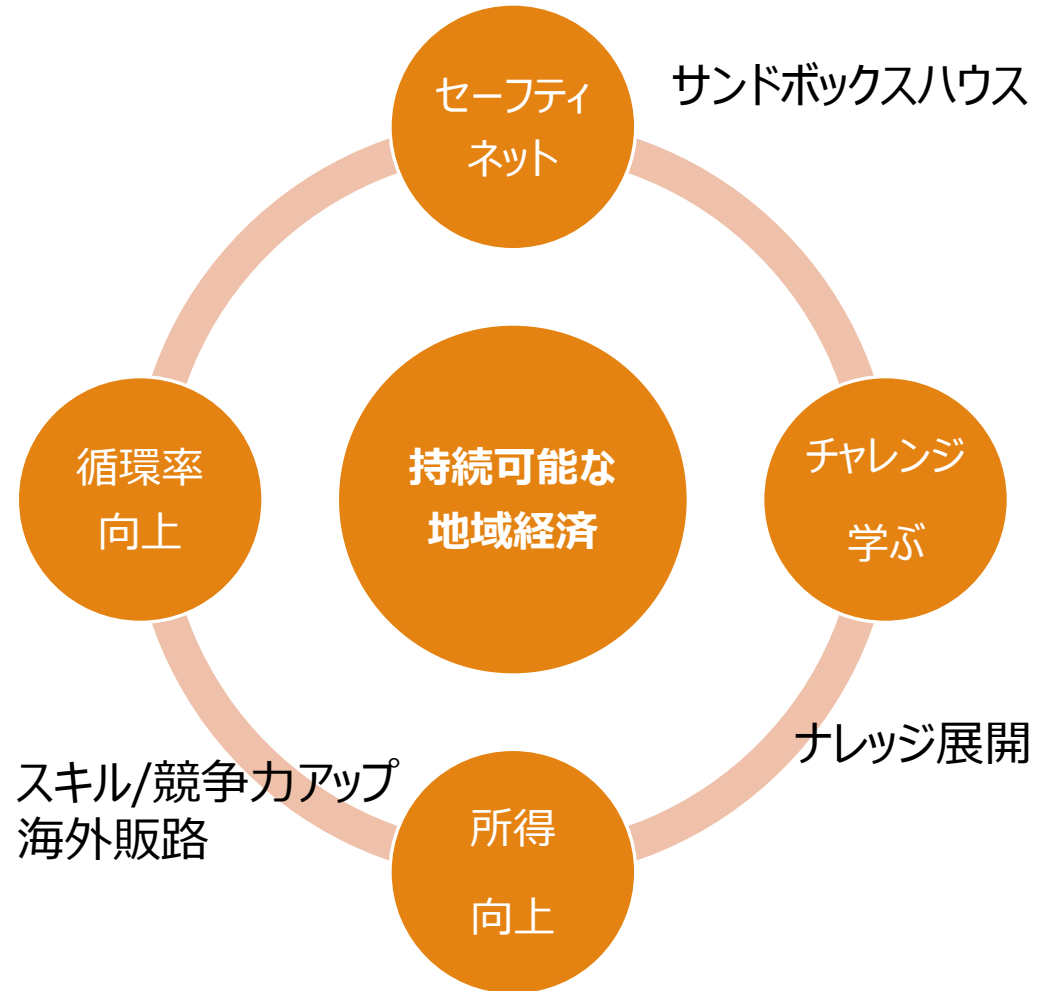 セーフティ
ネット
サンドボックスハウス
循環率
向上
持続可能な
地域経済
チャレンジ
学ぶ
ナレッジ展開
スキル/競争力アップ
海外販路
所得
向上